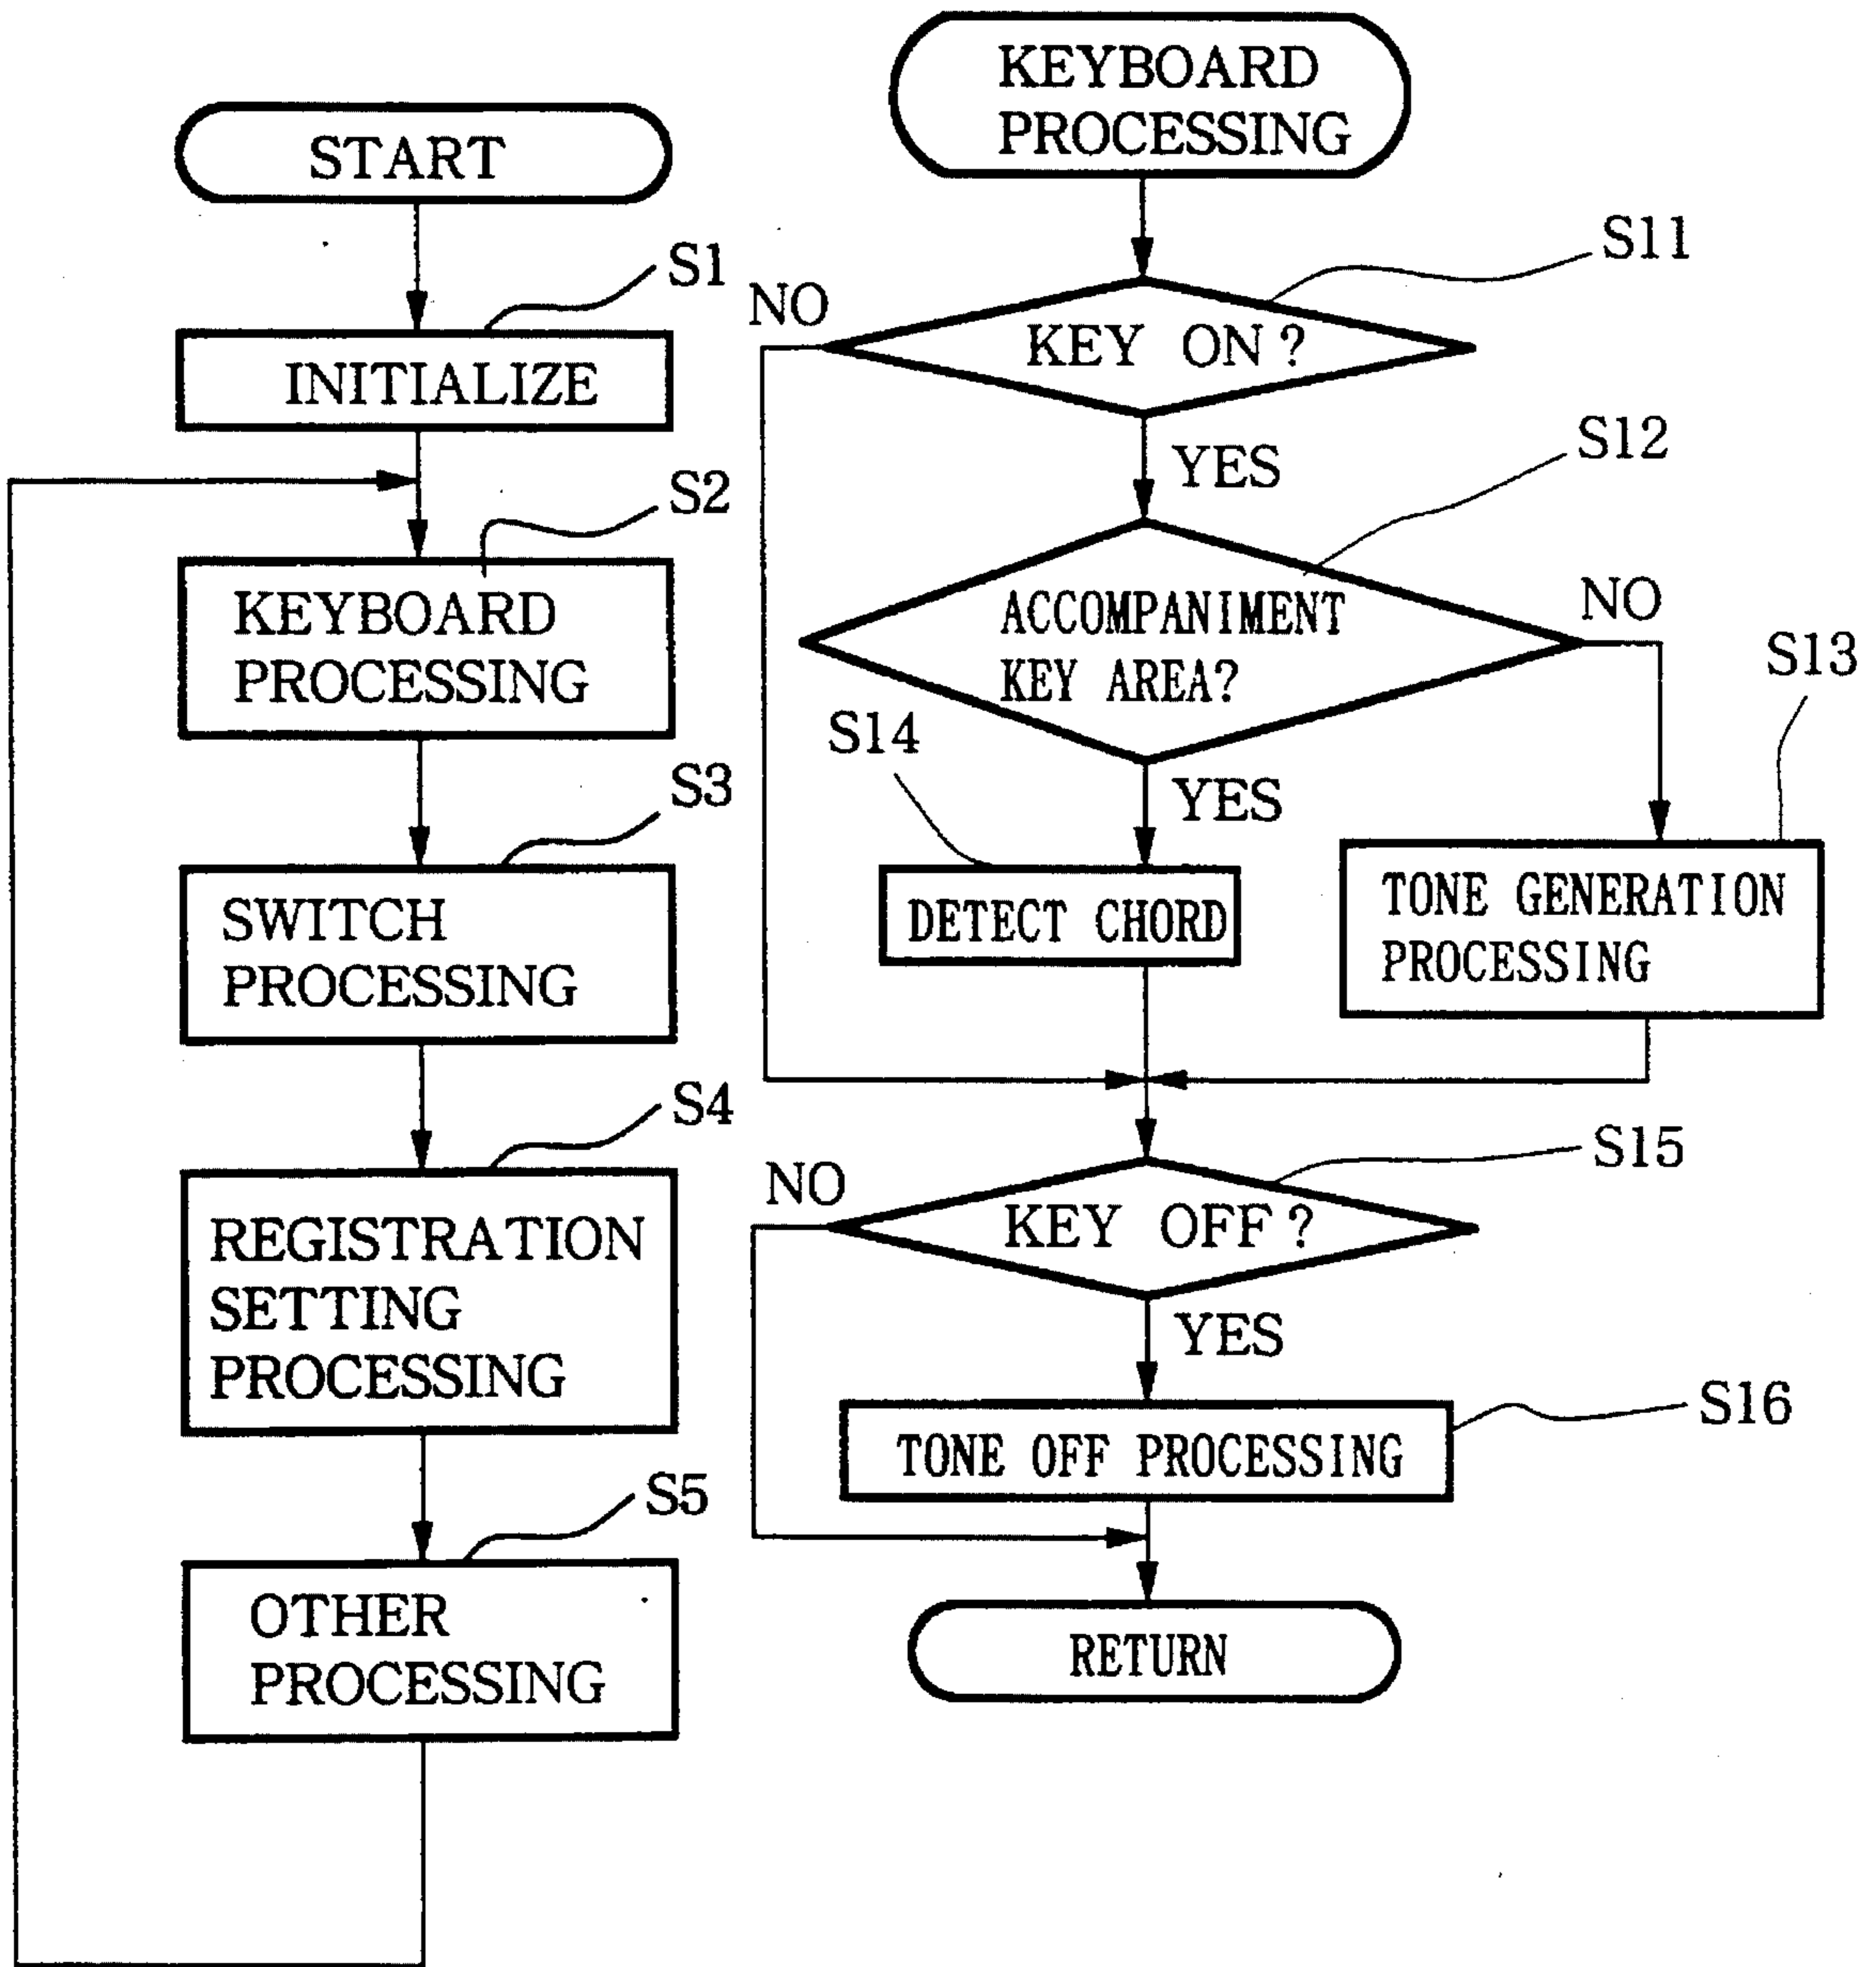 START
S1
INITIALIZE
S2
KEYBOARD
PROCESSING
S3
SWITCH
PROCESSING
S4
REGISTRATION
SETTING
PROCESSING
S5
OTHER
PROCESSING
KEYBOARD
PROCESSING
S11
NO
KEY ON?
YES
S12
ACCOMPANIMENT
KEY AREA?
NO
S13
S14
YES
DETECT CHORD
TONE GENERATION
PROCESSING
S15
NO
KEY OFF?
YES
S16
TONE OFF PROCESSING
RETURN